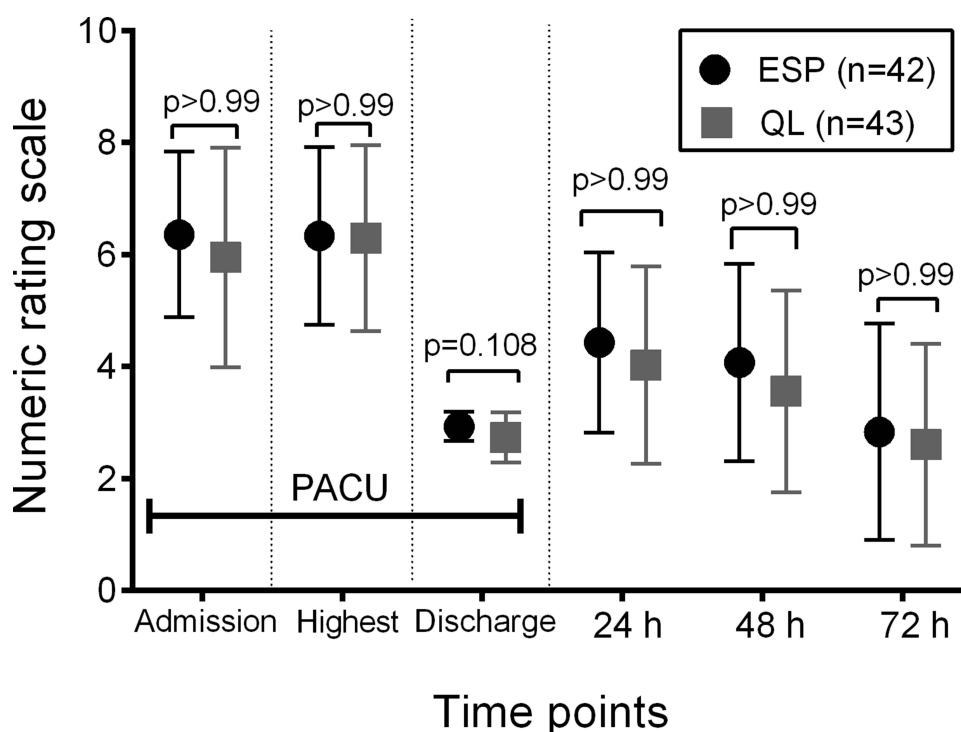 Numeric rating scale
10
8
6
4
2
0
ESP (n=42)
QL (n=43)
p>0.99
p>0.99
p=0.108
p>0.99
p>0.99
p>0.99
PACU
Admission
Highest
Discharge
24 h
48 h
72 h
Time points